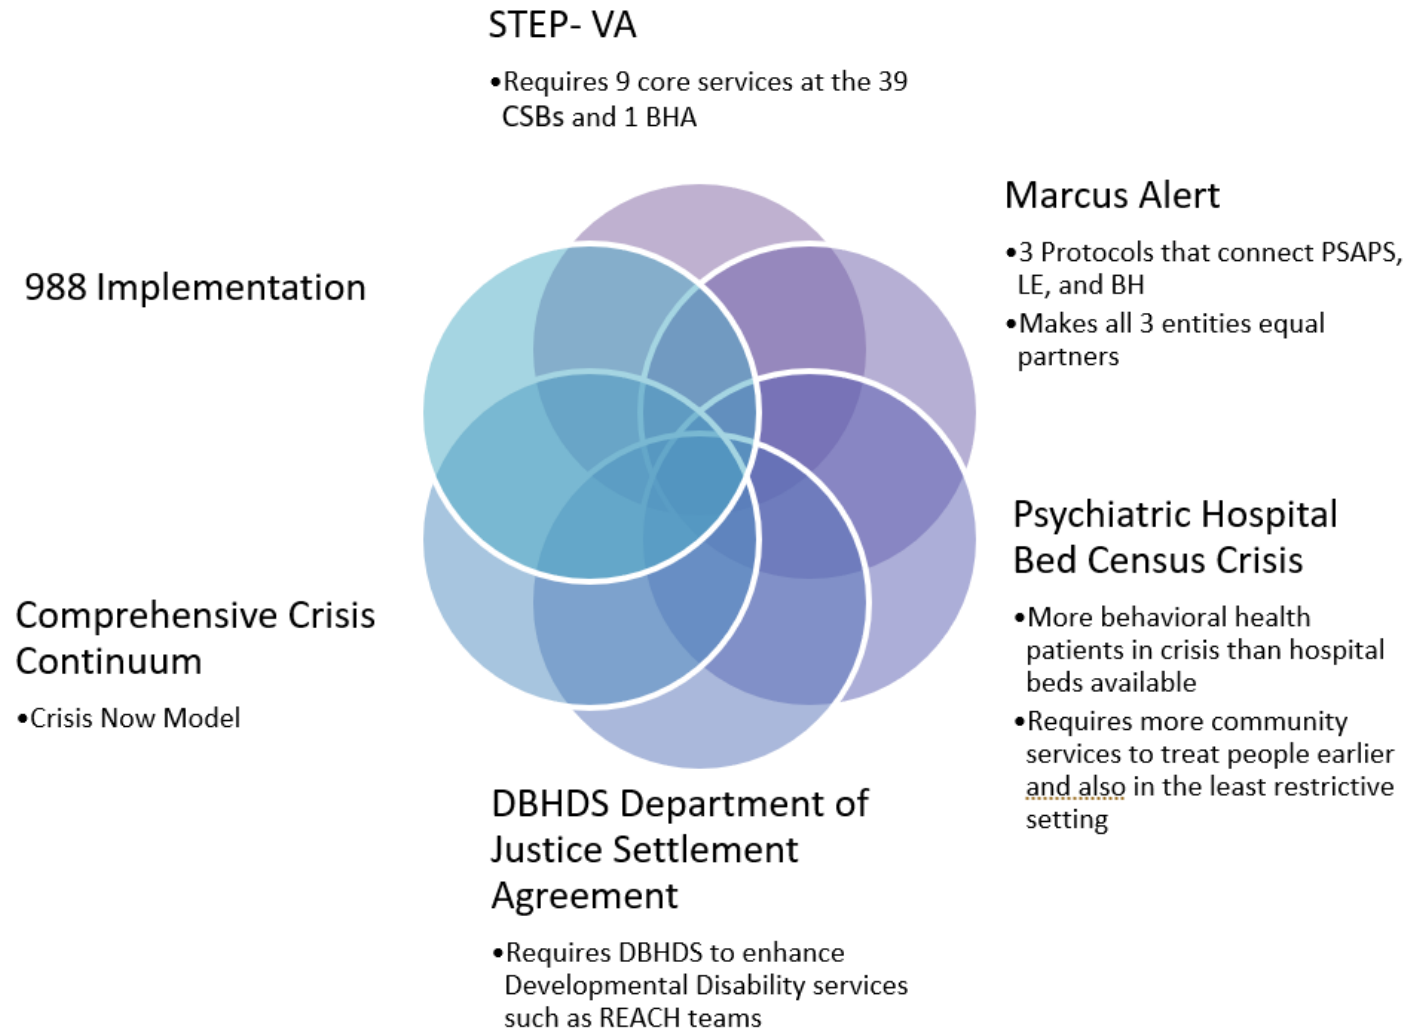 STEP- VA
•Requires 9 core services at the 39
CSBs and 1 BHA
Marcus Alert
•3 Protocols that connect PSAPS,
LE, and BH
•Makes all 3 entities equal
partners
Psychiatric Hospital
Bed Census Crisis
•More behavioral health
patients in crisis than hospital
beds available
•Requires more community
services to treat people earlier
and also in the least restrictive
setting
DBHDS Department of
Justice Settlement
Agreement
•Requires DBHDS to enhance
Developmental Disability services
such as REACH teams
Comprehensive Crisis
Continuum
•Crisis Now Model
988 Implementation